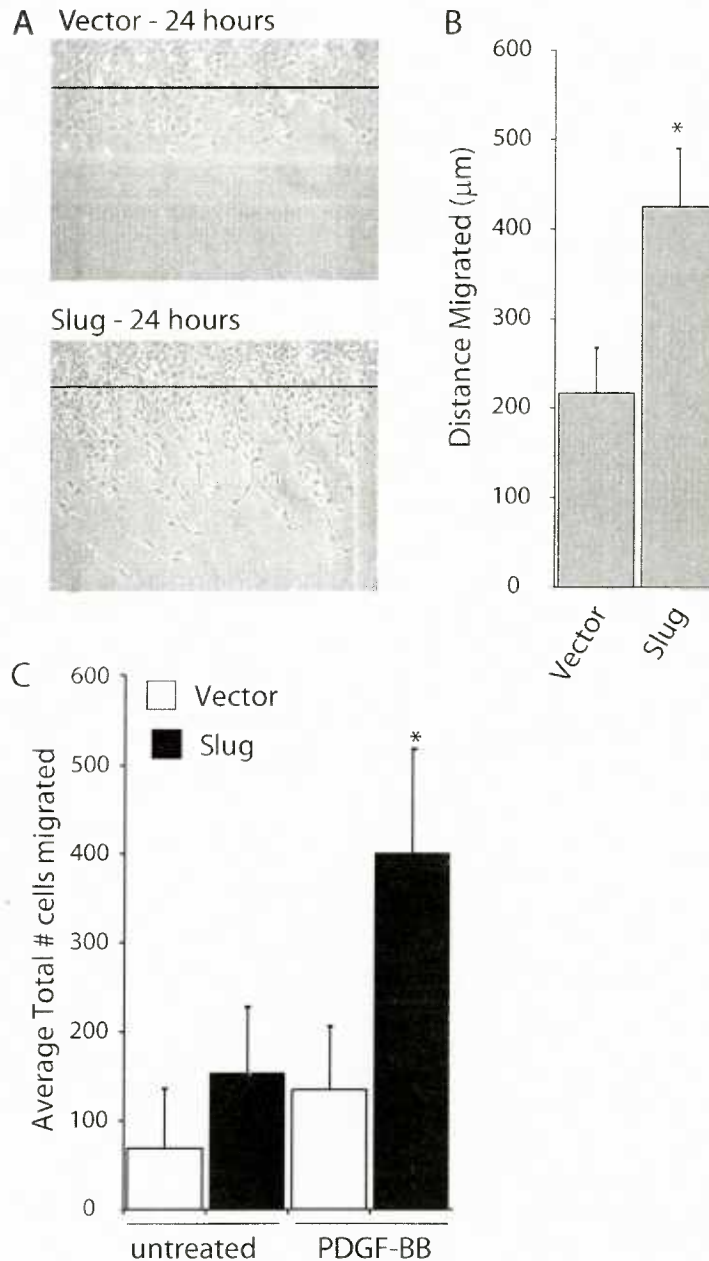 A Vector - 24 hours
Slug - 24 hours
B
600
500
400
300
200
100
0
Distance Migrated (μm)
*
Vector
Slug
C
600
500
400
300
200
100
0
Average Total # cells migrated
Vector
Slug
*
untreated
PDGF-BB